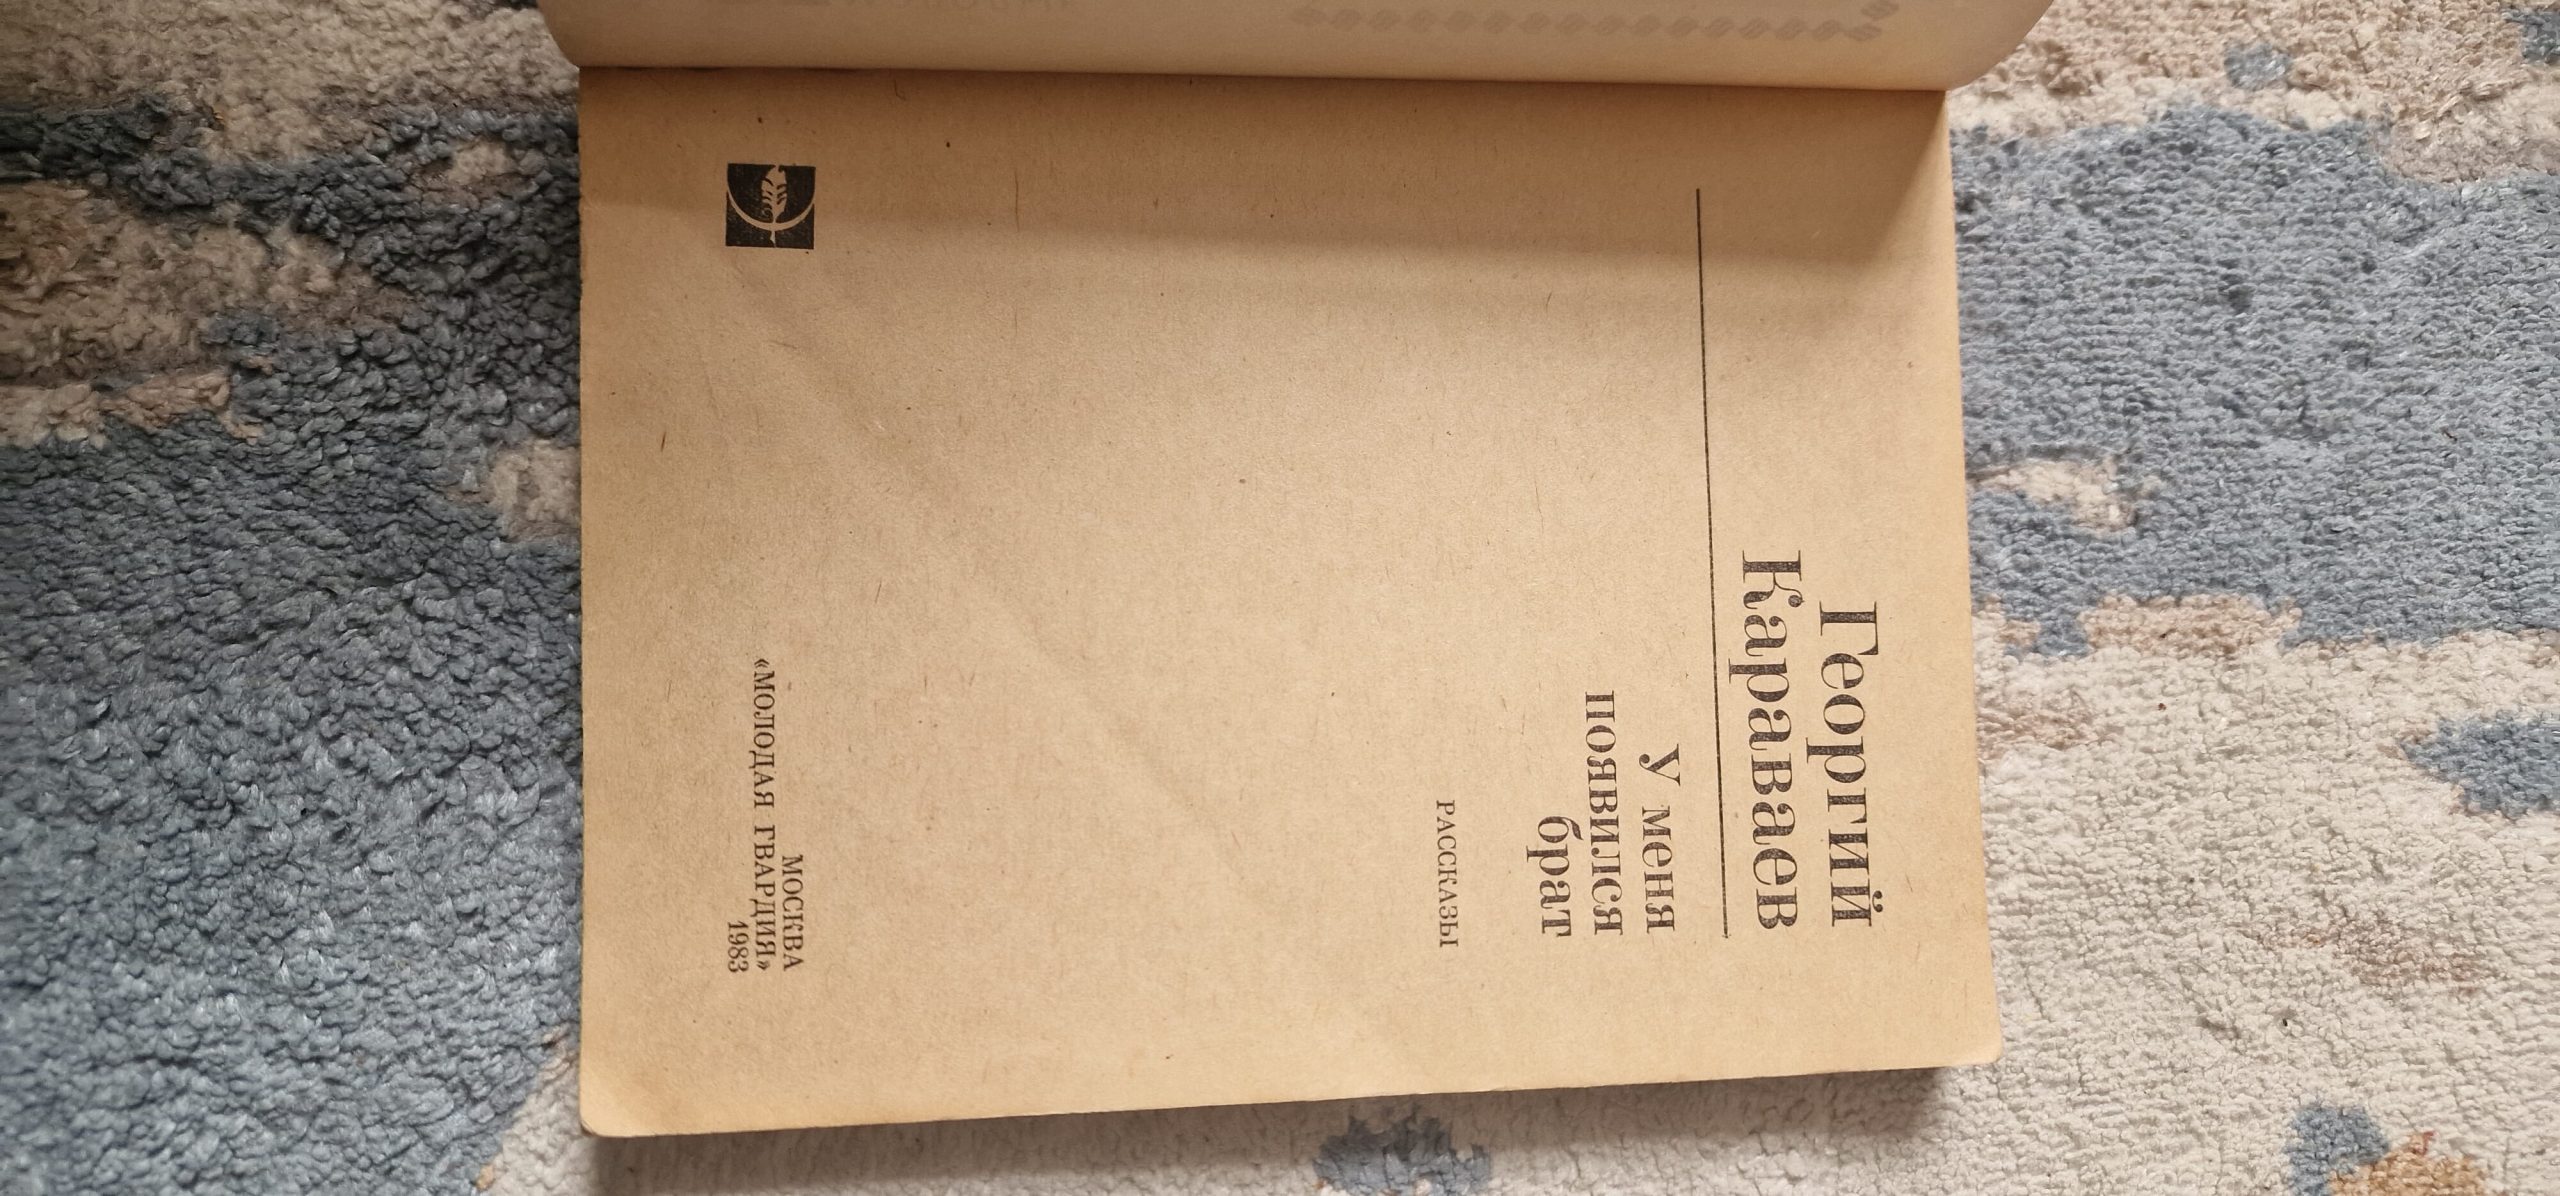 Георгий
Караваев
У меня
появился
брат
РАССКАЗЫ
МОСКВА
«МОЛОДАЯ ГВАРДИЯ»
1983